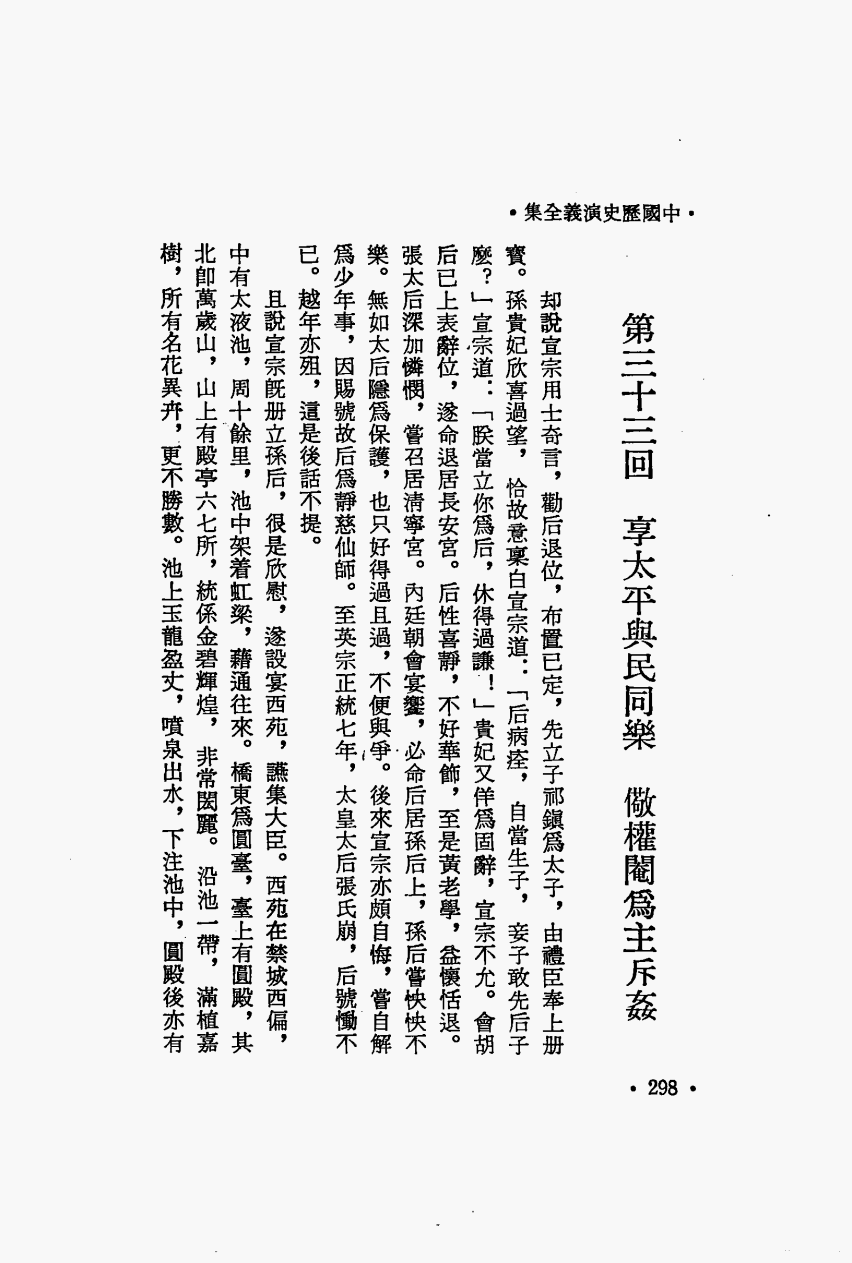 •中國歷史演義全集•
第三十三回　享太平與民同樂　儆權閹爲主斥姦
却說宣宗用士奇言，勸后退位，布置已定，先立子祁鎭爲太子，由禮臣奉上册
寶。孫貴妃欣喜過望，恰故意稟白宣宗道：「后病痊，自當生子，妾子敢先后子
麼？」宣宗道：「朕當立你爲后，休得過謙！」貴妃又佯爲固辭，宣宗不允。會胡
后已上表辭位，遂命退居長安宮。后性喜靜，不好華飾，至是黃老學，益懷恬退。
張太后深加憐憫，嘗召居清寧宮。內廷朝會宴饗，必命后居孫后上，孫后嘗怏怏不
樂。無如太后隱爲保護，也只好得過且過，不便與爭。後來宣宗亦頗自悔，嘗自解
爲少年事，因賜號故后爲靜慈仙師。至英宗正統七年，太皇太后張氏崩，后號慟不
已。越年亦殂，這是後話不提。
且說宣宗旣册立孫后，很是欣慰，遂設宴西苑，讌集大臣。西苑在禁城西偏，
中有太液池，周十餘里，池中架着虹梁，藉通往來。橋東爲圓臺，臺上有圓殿，其
北卽萬歲山，山上有殿亭六七所，統係金碧輝煌，非常閎麗。沿池一帶，滿植嘉
樹，所有名花異卉，更不勝數。池上玉龍盈丈，噴泉出水，下注池中，圓殿後亦有
•298•